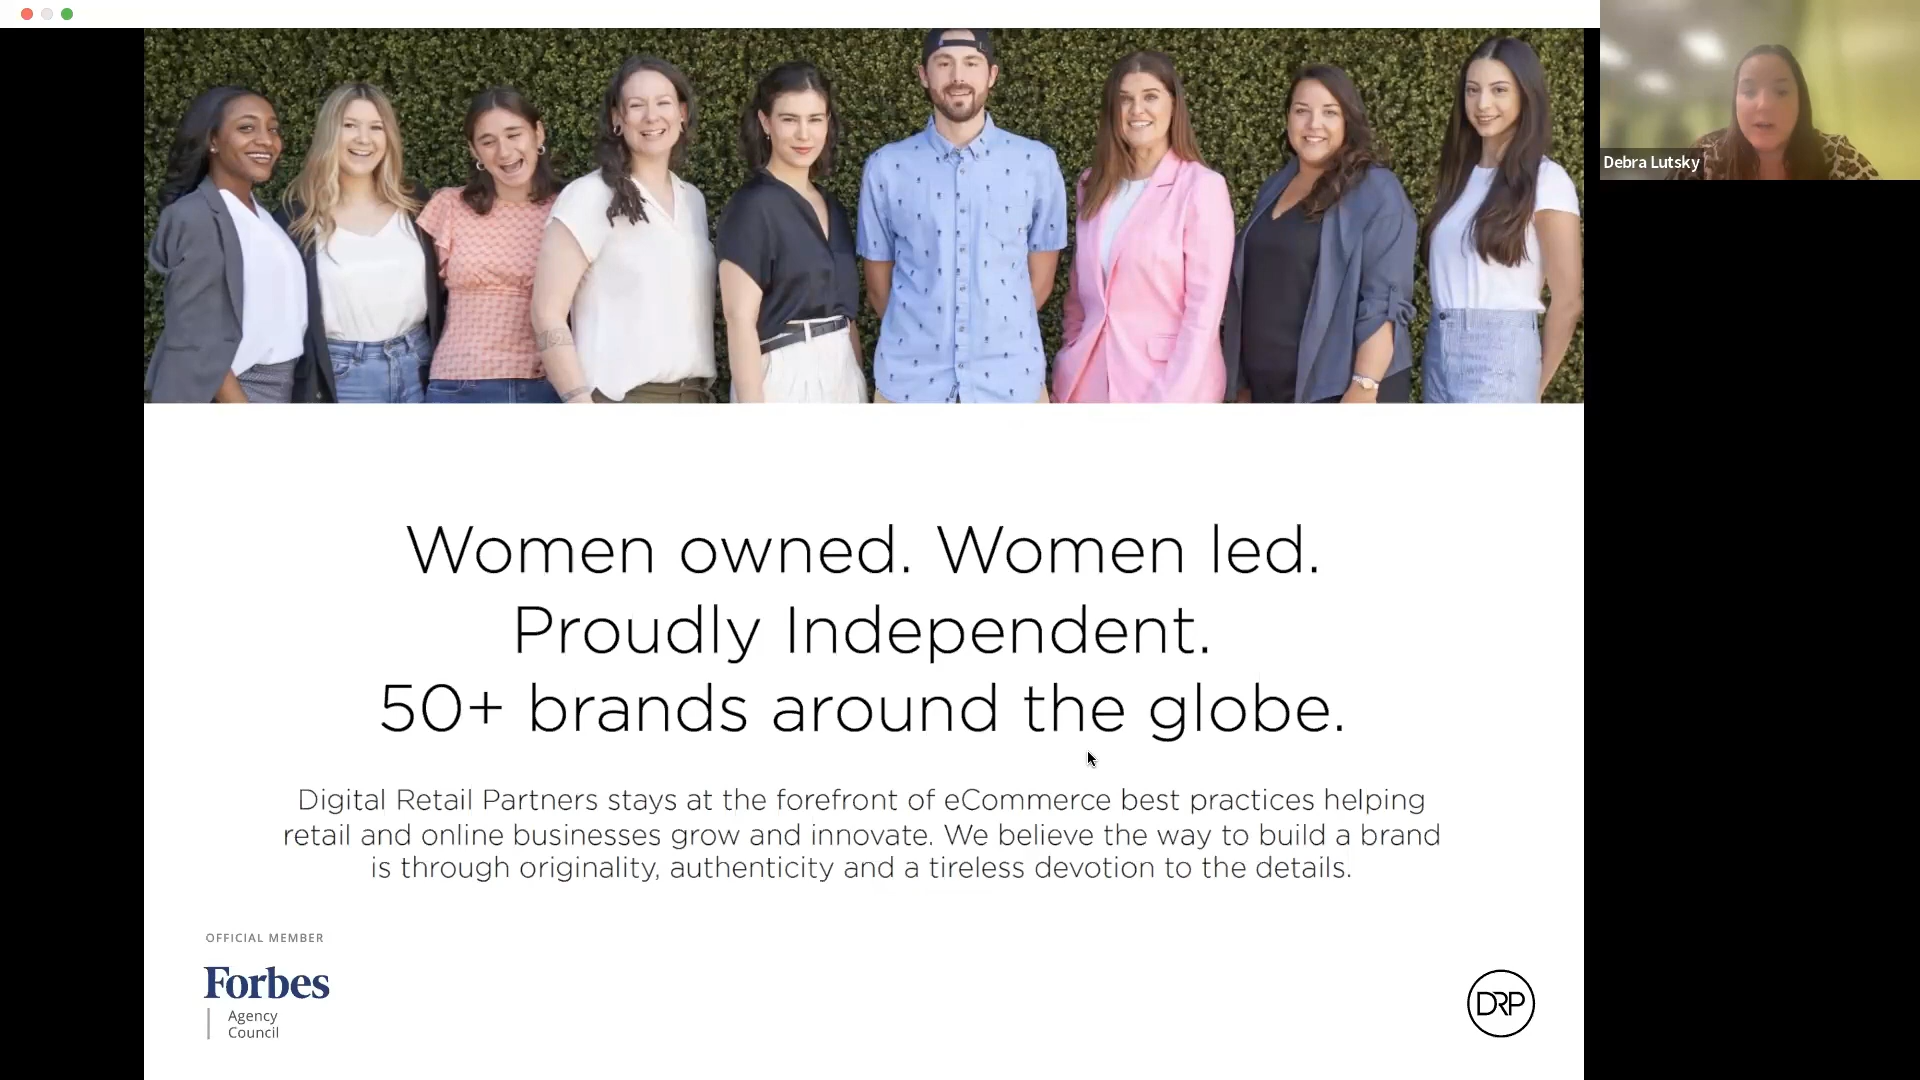 Debra Lutsky
Women owned. Women led.
Proudly Independent.
50+ brands around the globe.
Digital Retail Partners stays at the forefront of eCommerce best practices helping
retail and online businesses grow and innovate. We believe the way to build a brand
is through originality, authenticity and a tireless devotion to the details.
OFFICIAL MEMBER
Forbes
Agency
Council
DRP